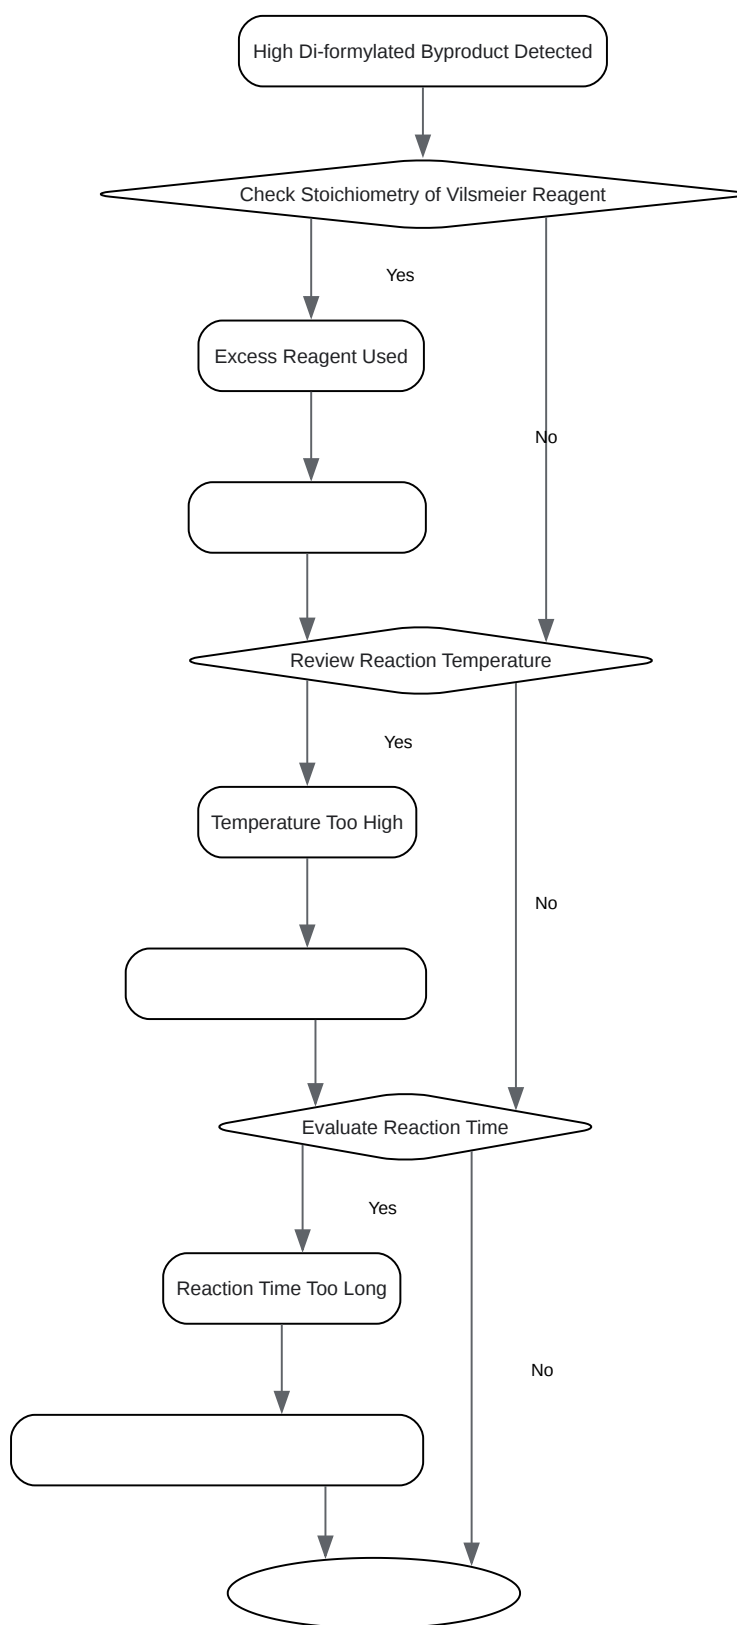 High Di-formylated Byproduct Detected
Check Stoichiometry of Vilsmeier Reagent
Yes
Excess Reagent Used
No
Review Reaction Temperature
Yes
Temperature Too High
No
Evaluate Reaction Time
Yes
Reaction Time Too Long
No